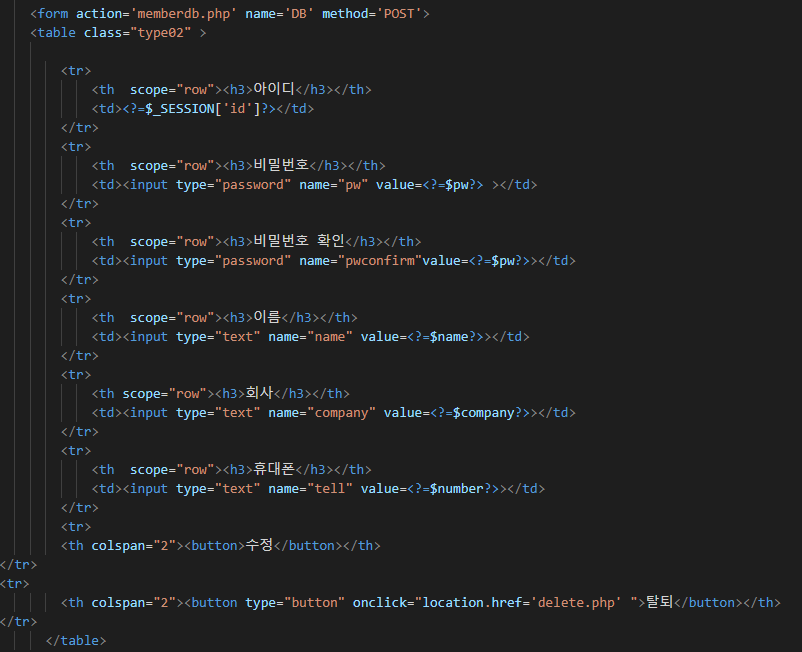 <form action='memberdb.php' name='DB' method='POST'>
<table class="type02" >
<tr>
<th  scope="row"><h3>아이디</h3></th>
<td><?=$_SESSION['id']?></td>
</tr>
<tr>
<th  scope="row"><h3>비밀번호</h3></th>
<td><input type="password" name="pw" value=<?=$pw?> ></td>
</tr>
<tr>
<th  scope="row"><h3>비밀번호 확인</h3></th>
<td><input type="password" name="pwconfirm"value=<?=$pw?>></td>
</tr>
<tr>
<th  scope="row"><h3>이름</h3></th>
<td><input type="text" name="name" value=<?=$name?>></td>
</tr>
<tr>
<th scope="row"><h3>회사</h3></th>
<td><input type="text" name="company" value=<?=$company?>></td>
</tr>
<tr>
<th  scope="row"><h3>휴대폰</h3></th>
<td><input type="text" name="tell" value=<?=$number?>></td>
</tr>
<tr>
<th colspan="2"><button>수정</button></th>
</tr>
<tr>
<th colspan="2"><button type="button" onclick="location.href='delete.php' ">탈퇴</button></th>
</tr>
</table>